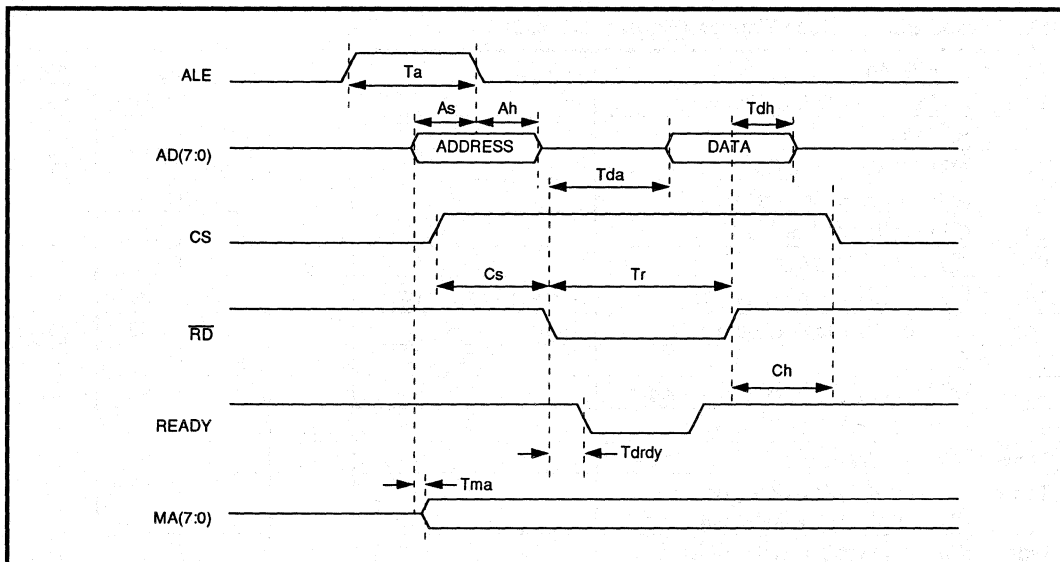 ALE
Ta
As
Ah
Tdh
AD(7:0)
ADDRESS
DATA
Tda
CS
Cs
Tr
RD
Ch
READY
Tdrdy
Tma
MA(7:0)